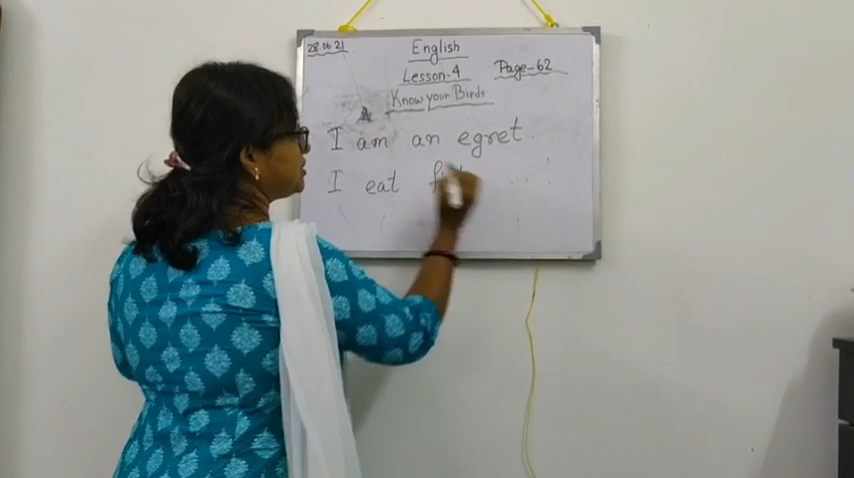 28.06.21
English
Lesson-4
Page-62
Know your Birds
I am an egret.
I eat